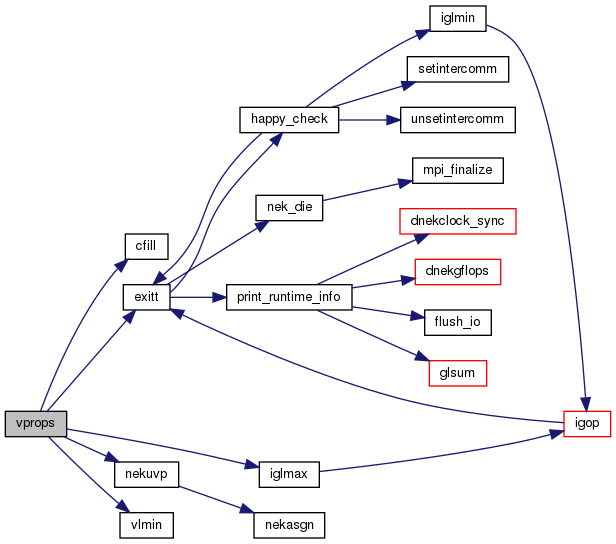 iglmin
setintercomm
happy_check
unsetintercomm
mpi_finalize
nek_die
dnekclock_sync
cfill
dnekgflops
exitt
print_runtime_info
flush_io
glsum
vprops
igop
nekuvp
iglmax
vlmin
nekasgn